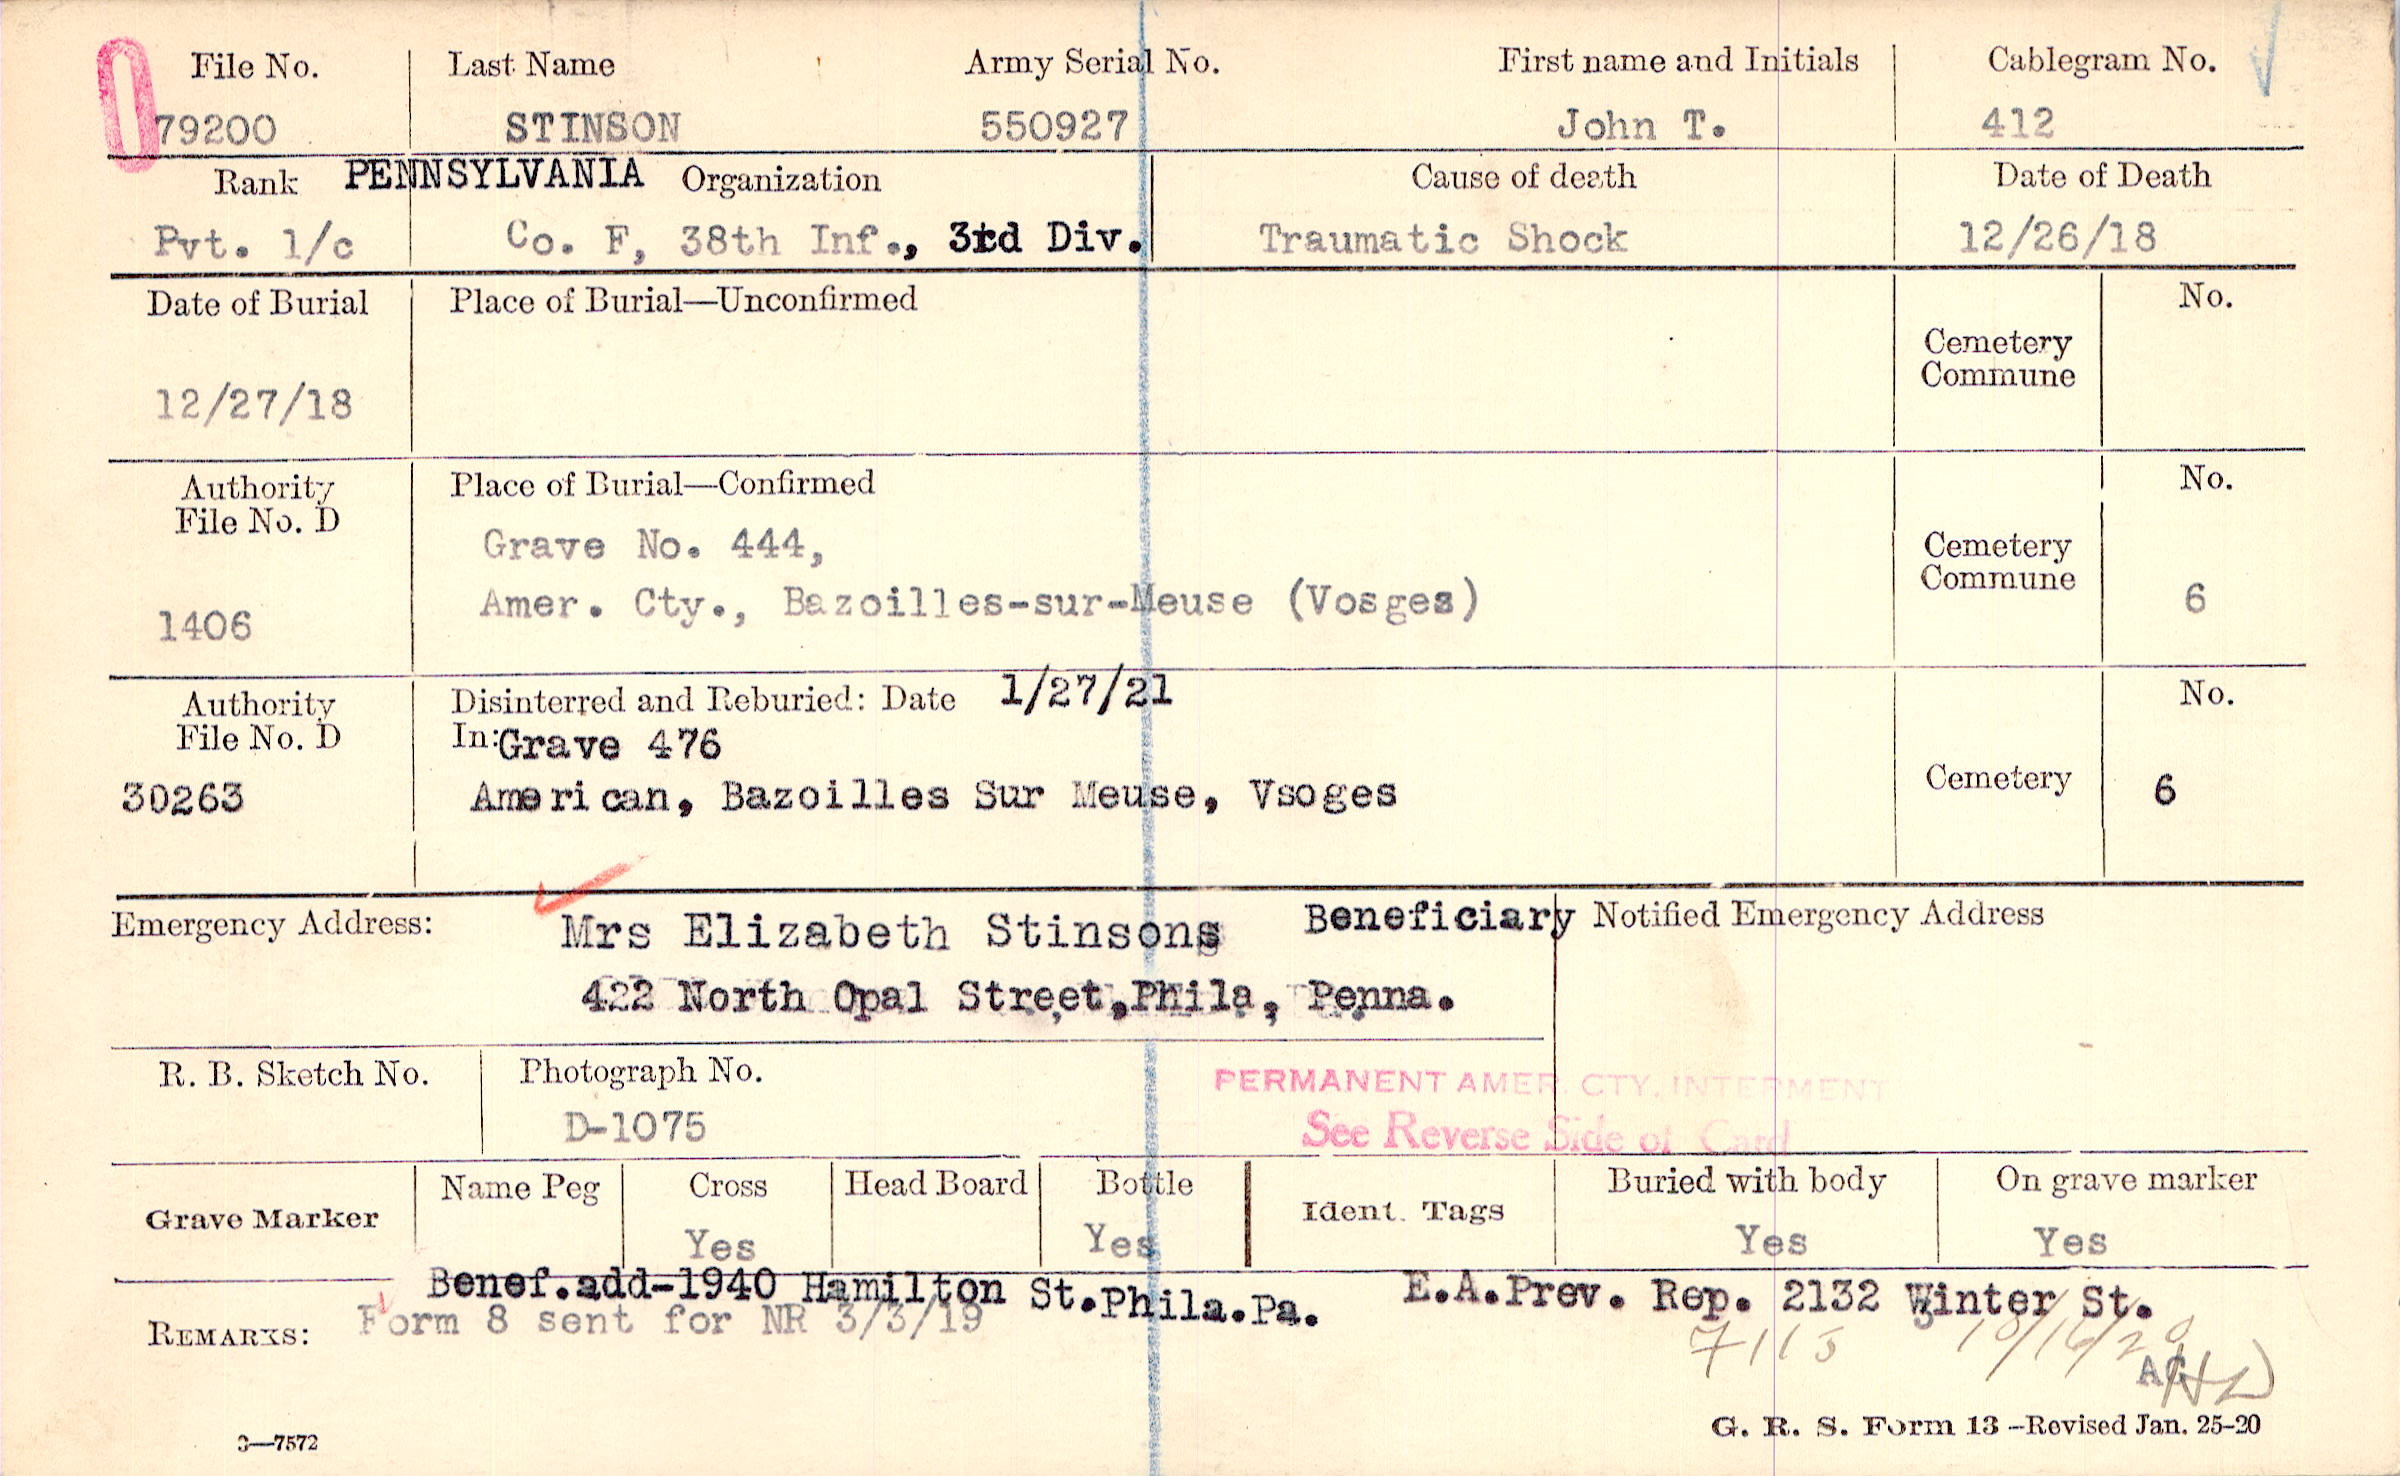 File No. Last Name Army Serial No. First name and Initials Cablegram No.
79200 STINSON 550927 John T. 412
Rank PENNSYLVANIA Organization Cause of death Date of Death
Pvt. 1/c Co. F, 38th Inf., 3rd Div. Traumatic Shock 12/26/18
Date of Burial Place of Burial—Unconfirmed No.
Cemetery
Commune
12/27/18
Authority Place of Burial—Confirmed No.
File No. D
Grave No. 444,
Cemetery
Commune
1406 Amer. Cty., Bazoilles-sur-Meuse (Vosges) 6
Authority Disinterred and Reburied: Date 1/27/21 No.
File No. D In: Grave 476
30263 American, Bazoilles Sur Meuse, Vsoges Cemetery 6
Emergency Address: Mrs Elizabeth Stinsons Beneficiary Notified Emergency Address
422 North Opal Street,Phila, Penna.
R. B. Sketch No. Photograph No.
PERMANENT AMER. CTY. INTERMENT
D-1075 See Reverse Side of Card
Grave Marker Name Peg Cross Head Board Bottle Ident. Tags Buried with body On grave marker
Yes Yes Yes Yes
Benef.add-1940 Hamilton St.Phila.Pa. E.A.Prev. Rep. 2132 Winter St.
REMARKS: Form 8 sent for NR 3/3/19
7115 10/16/20
3—7572 G. R. S. Form 13—Revised Jan. 25-20